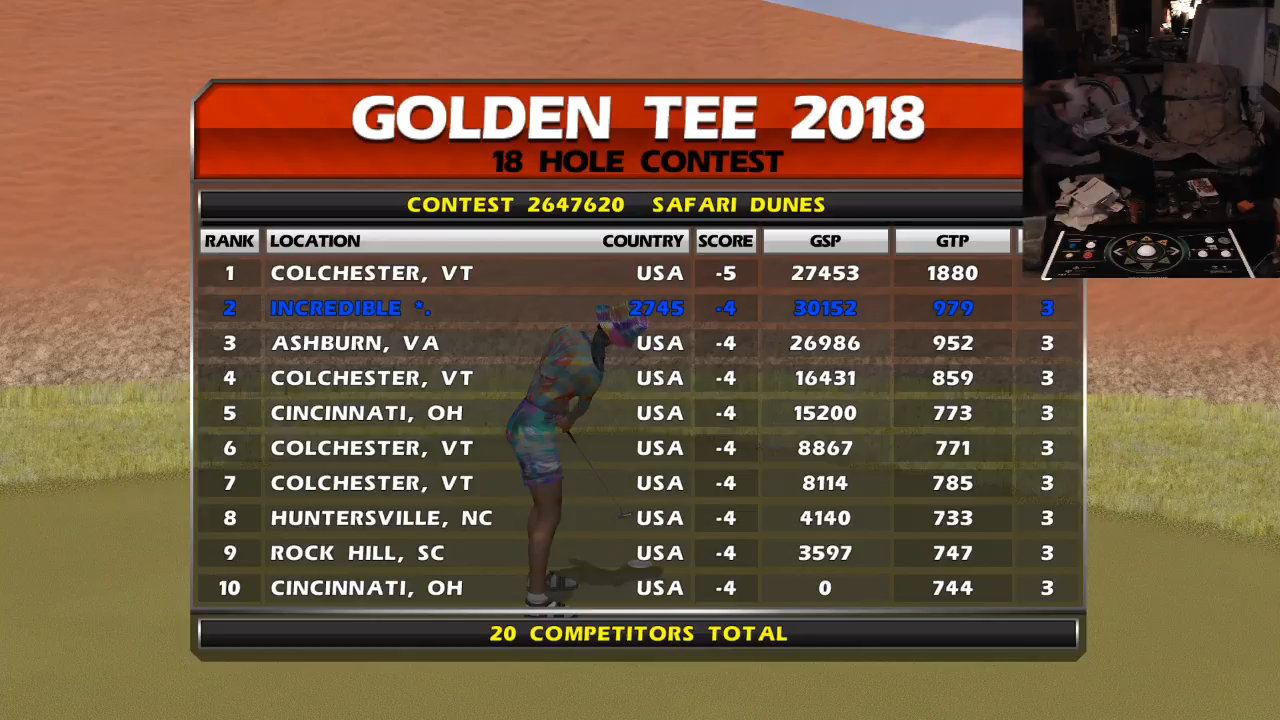 GOLDEN TEE 2018
18 HOLE CONTEST
CONTEST 2647620 SAFARI DUNES
RANK LOCATION COUNTRY SCORE GSP GTP
1 COLCHESTER, VT USA -5 27453 1880
2 INCREDIBLE *. 2745 -4 30152 979 3
3 ASHBURN, VA USA -4 26986 952 3
4 COLCHESTER, VT USA -4 16431 859 3
5 CINCINNATI, OH USA -4 15200 773 3
6 COLCHESTER, VT USA -4 8867 771 3
7 COLCHESTER, VT USA -4 8114 785 3
8 HUNTERSVILLE, NC USA -4 4140 733 3
9 ROCK HILL, SC USA -4 3597 747 3
10 CINCINNATI, OH USA -4 0 744 3
20 COMPETITORS TOTAL